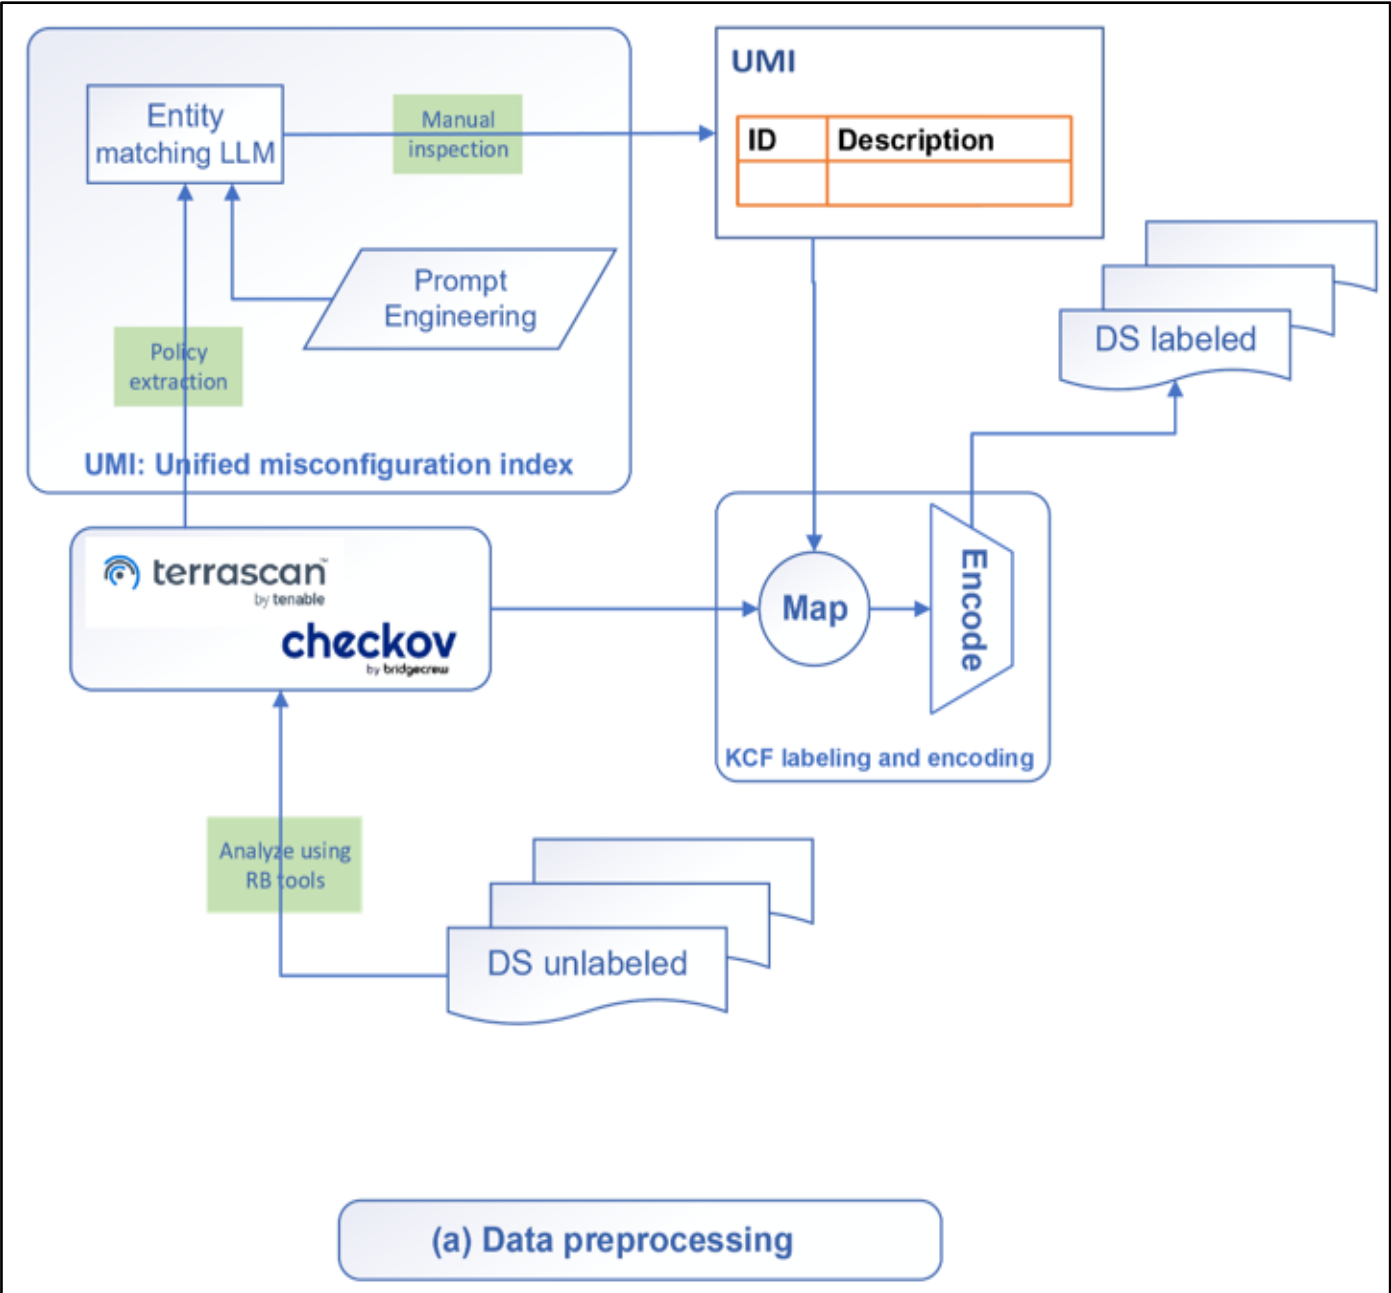 Entity
matching LLM
Manual
inspection
UMI
ID
Description
Prompt
Engineering
Policy
extraction
UMI: Unified misconfiguration index
DS labeled
terrascan™
by tenable
checkov
by bridgecrew
Map
Encode
KCF labeling and encoding
Analyze using
RB tools
DS unlabeled
(a) Data preprocessing